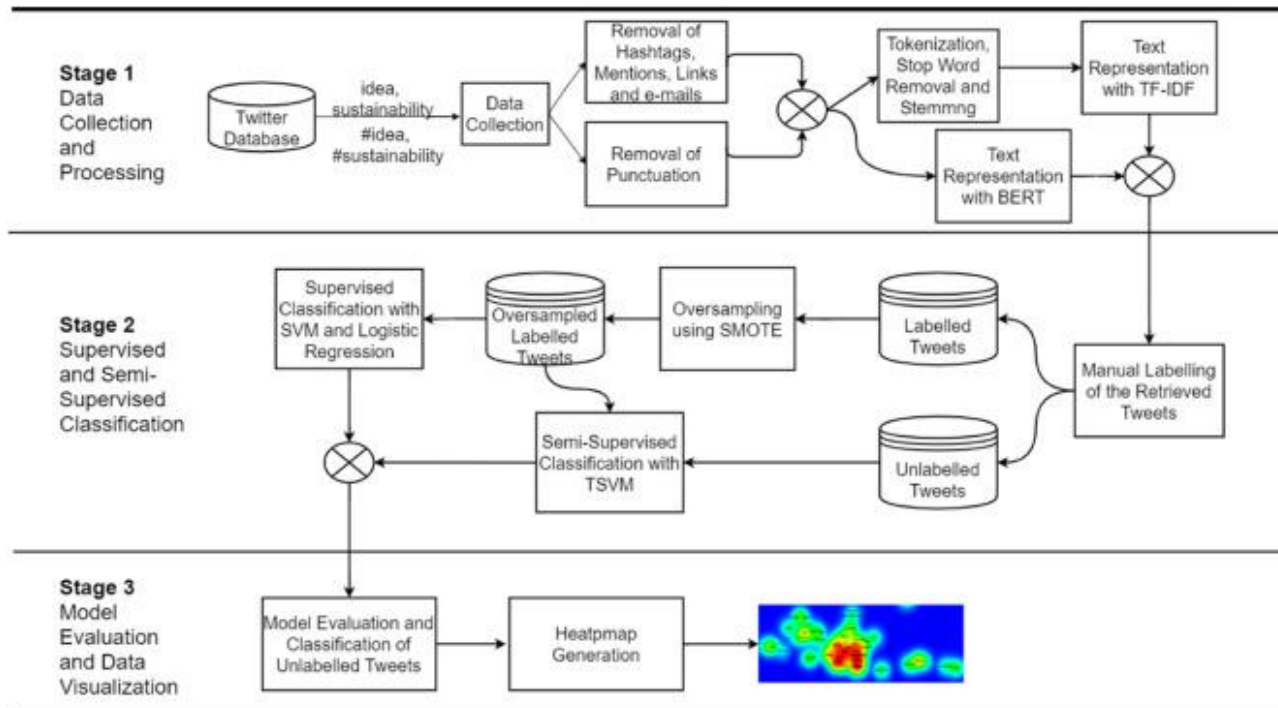 Stage 1
Data
Collection
and
Processing
Twitter
Database
idea,
sustainability
#idea,
#sustainability
Data
Collection
Removal of
Hashtags,
Mentions, Links
and e-mails
Removal of
Punctuation
Tokenization,
Stop Word
Removal and
Stemmng
Text
Representation
with TF-IDF
Text
Representation
with BERT
Stage 2
Supervised
and Semi-
Supervised
Classification
Supervised
Classification with
SVM and Logistic
Regression
Oversampled
Labelled
Tweets
Oversampling
using SMOTE
Labelled
Tweets
Manual Labelling
of the Retrieved
Tweets
Semi-Supervised
Classification with
TSVM
Unlabelled
Tweets
Stage 3
Model
Evaluation
and Data
Visualization
Model Evaluation and
Classification of
Unlabelled Tweets
Heatpmap
Generation